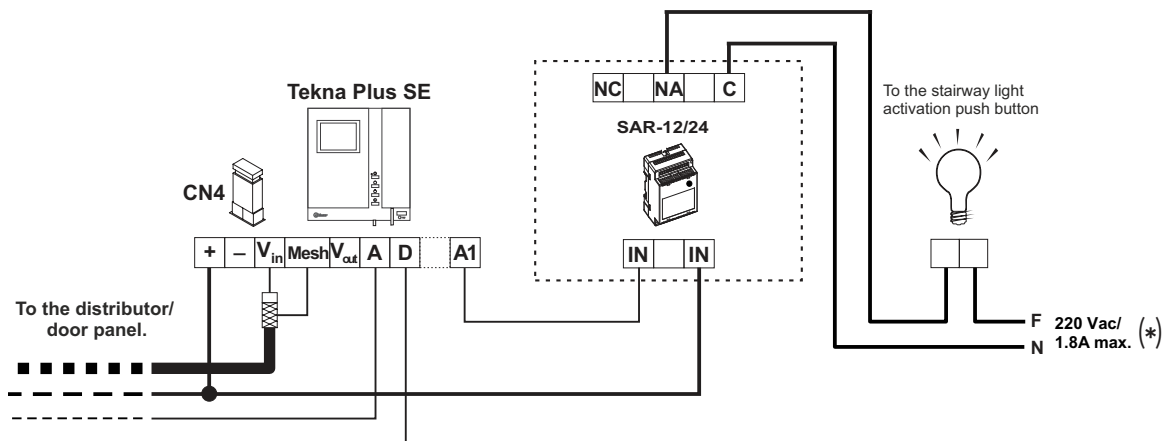 NC NA C
To the stairway light
activation push button
Tekna Plus SE
SAR-12/24
CN4
+ – Vin Mesh Vout A D A1
IN IN
To the distributor/
door panel.
F 220 Vac/
N 1.8A max. (*)